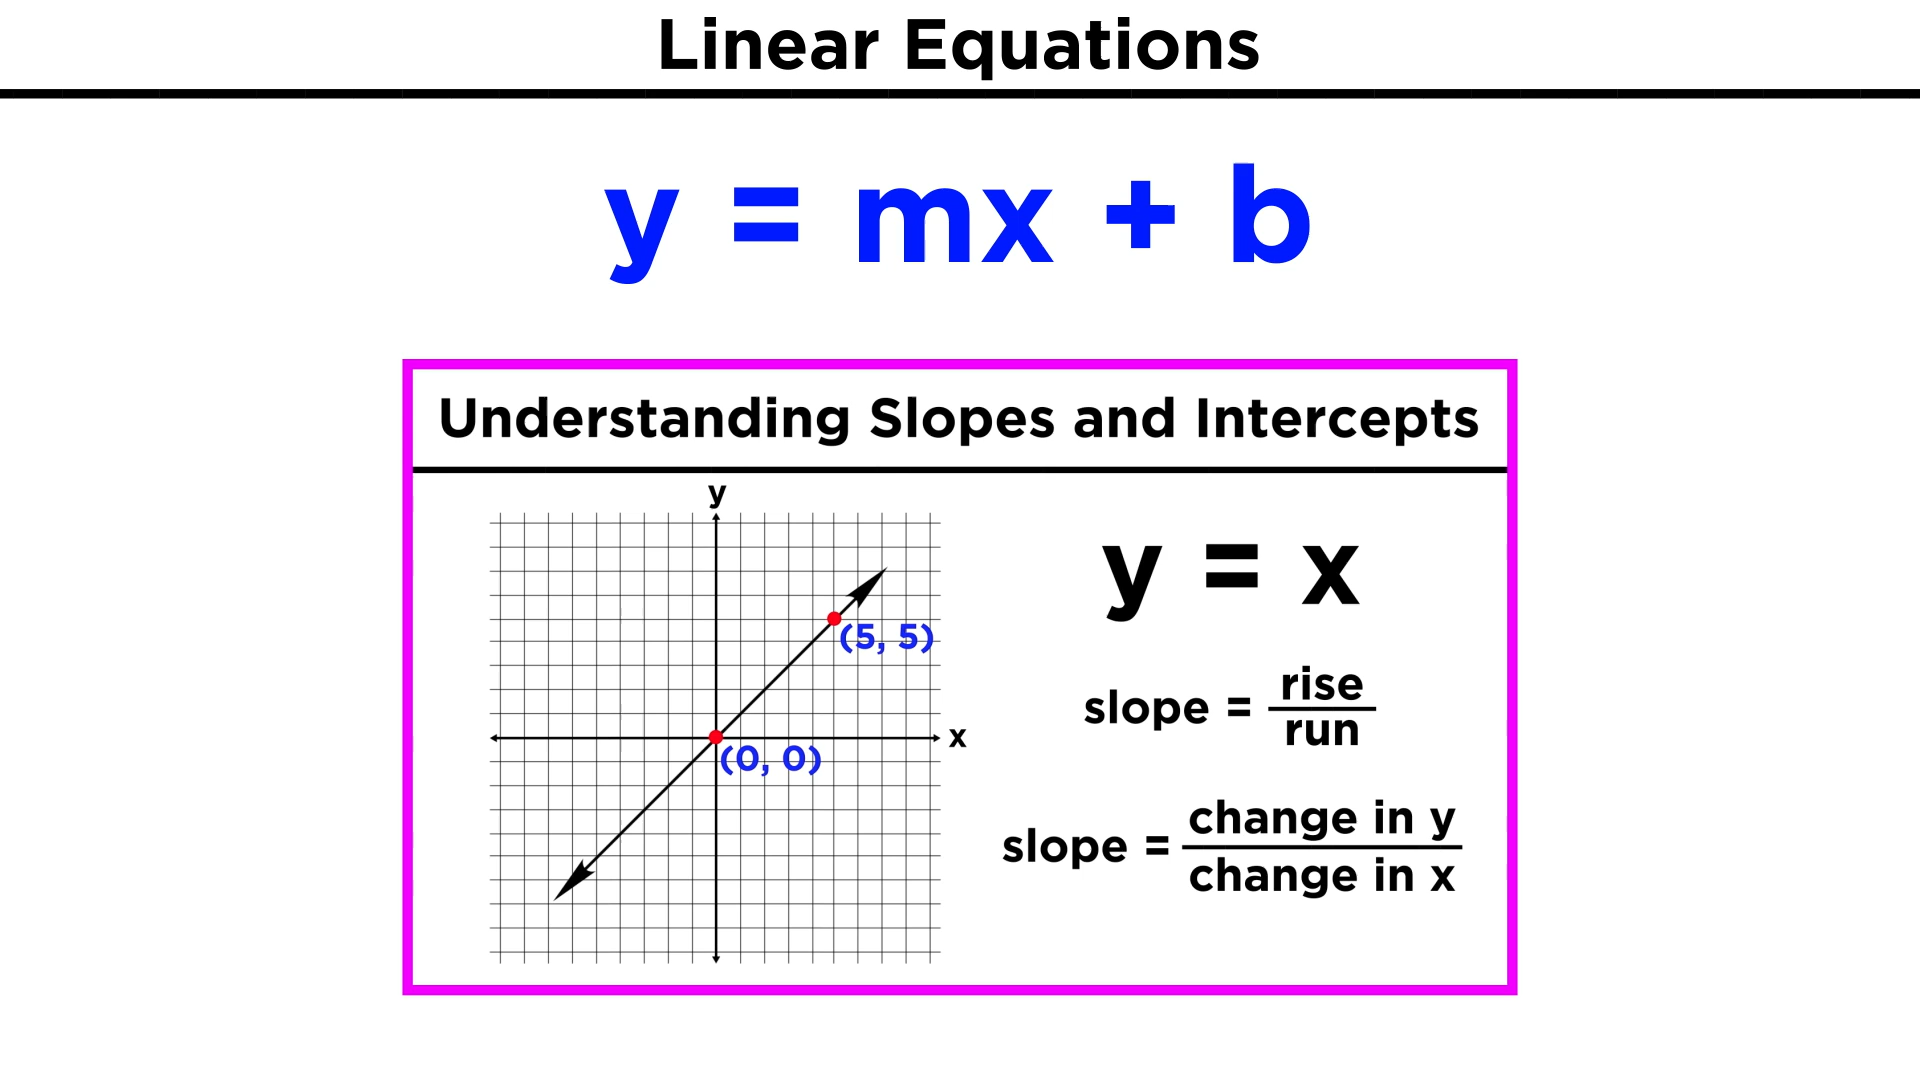 Linear Equations
y = mx + b
Understanding Slopes and Intercepts
y
(5, 5)
x
(0, 0)
y = x
slope = rise
run
slope = change in y
change in x